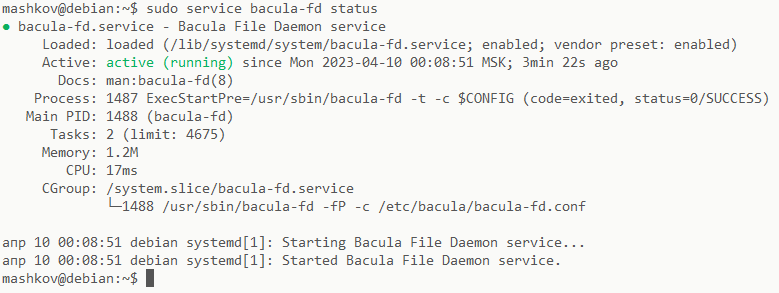 mashkov@debian:~$ sudo service bacula-fd status
● bacula-fd.service - Bacula File Daemon service
     Loaded: loaded (/lib/systemd/system/bacula-fd.service; enabled; vendor preset: enabled)
     Active: active (running) since Mon 2023-04-10 00:08:51 MSK; 3min 22s ago
       Docs: man:bacula-fd(8)
    Process: 1487 ExecStartPre=/usr/sbin/bacula-fd -t -c $CONFIG (code=exited, status=0/SUCCESS)
   Main PID: 1488 (bacula-fd)
      Tasks: 2 (limit: 4675)
     Memory: 1.2M
        CPU: 17ms
     CGroup: /system.slice/bacula-fd.service
             └─1488 /usr/sbin/bacula-fd -fP -c /etc/bacula/bacula-fd.conf

апр 10 00:08:51 debian systemd[1]: Starting Bacula File Daemon service...
апр 10 00:08:51 debian systemd[1]: Started Bacula File Daemon service.
mashkov@debian:~$